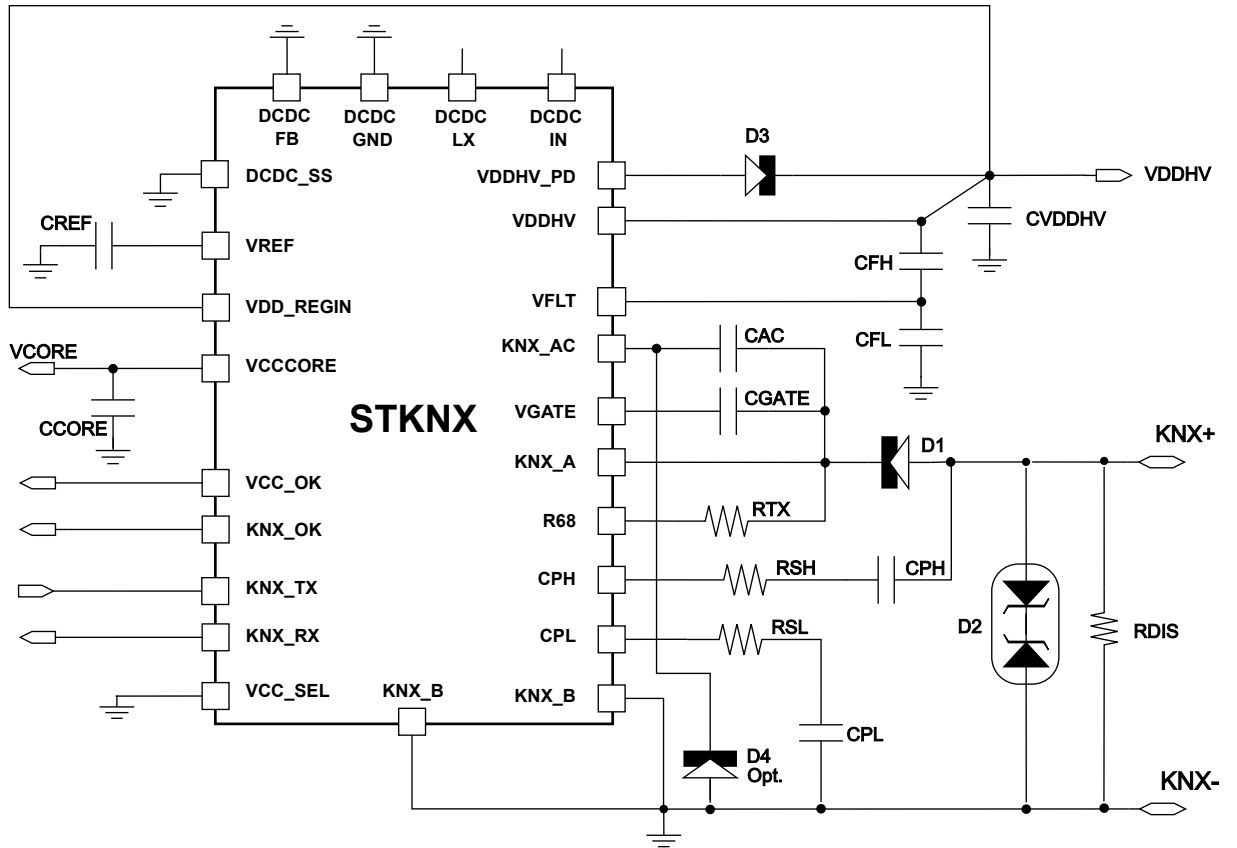 DCDC
FB
DCDC
GND
DCDC
LX
DCDC
IN
DCDC_SS
CREF
VREF
VDD_REGIN
VCORE
VCCCORE
CCORE
VCC_OK
KNX_OK
KNX_TX
KNX_RX
VCC_SEL
KNX_B
STKNX
VDDHV_PD
D3
VDDHV
VDDHV
CVDDHV
CFH
VFLT
KNX_AC
CAC
CFL
VGATE
CGATE
KNX_A
D1
KNX+
R68
RTX
CPH
RSH
CPH
CPL
RSL
D2
RDIS
KNX_B
CPL
D4
Opt.
KNX-